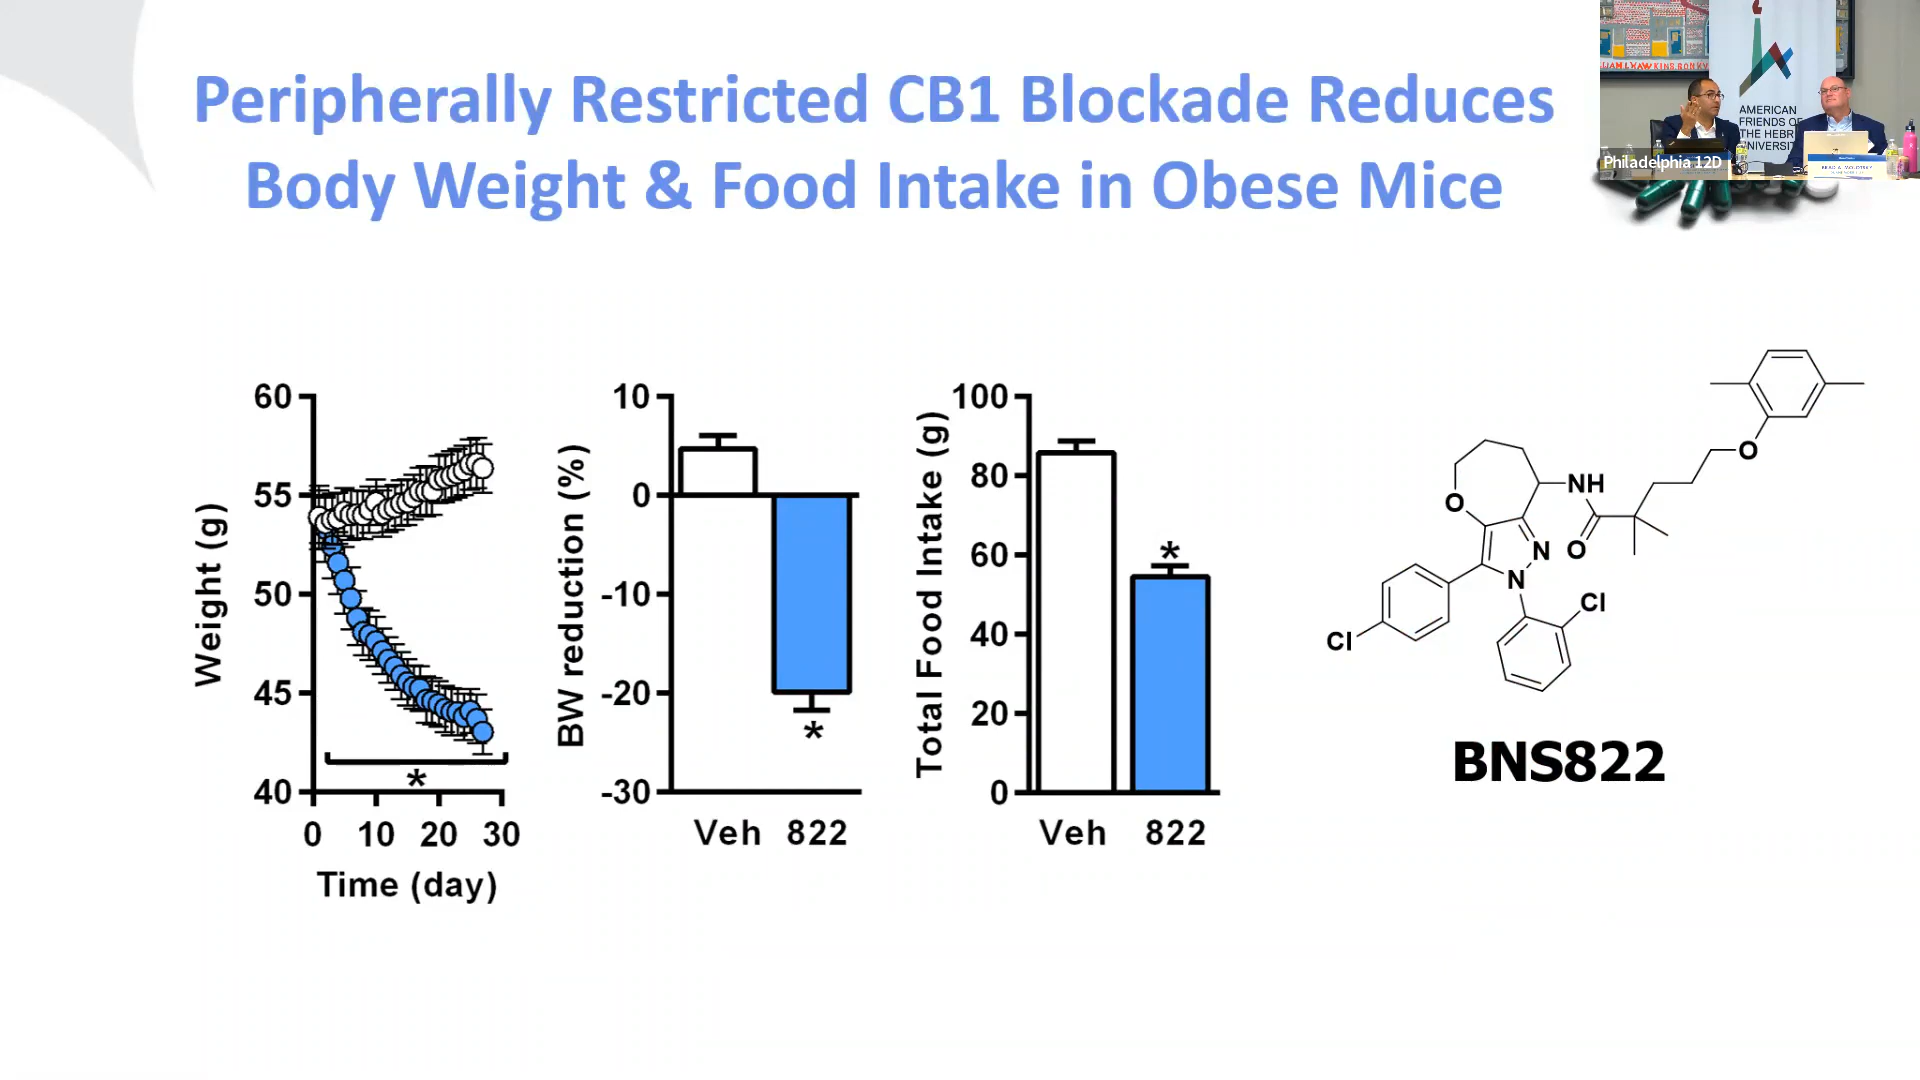 Peripherally Restricted CB1 Blockade Reduces
Body Weight & Food Intake in Obese Mice
AMERICAN
FRIENDS OF
THE HEBR
UNIVERSIT
Philadelphia 12D
Weight (g)
60
55
50
45
40
*
0 10 20 30
Time (day)
BW reduction (%)
10
0
-10
-20
-30
*
Veh 822
Total Food Intake (g)
100
80
60
40
20
0
*
Veh 822
O
NH
O
N
O
N
Cl
Cl
BNS822